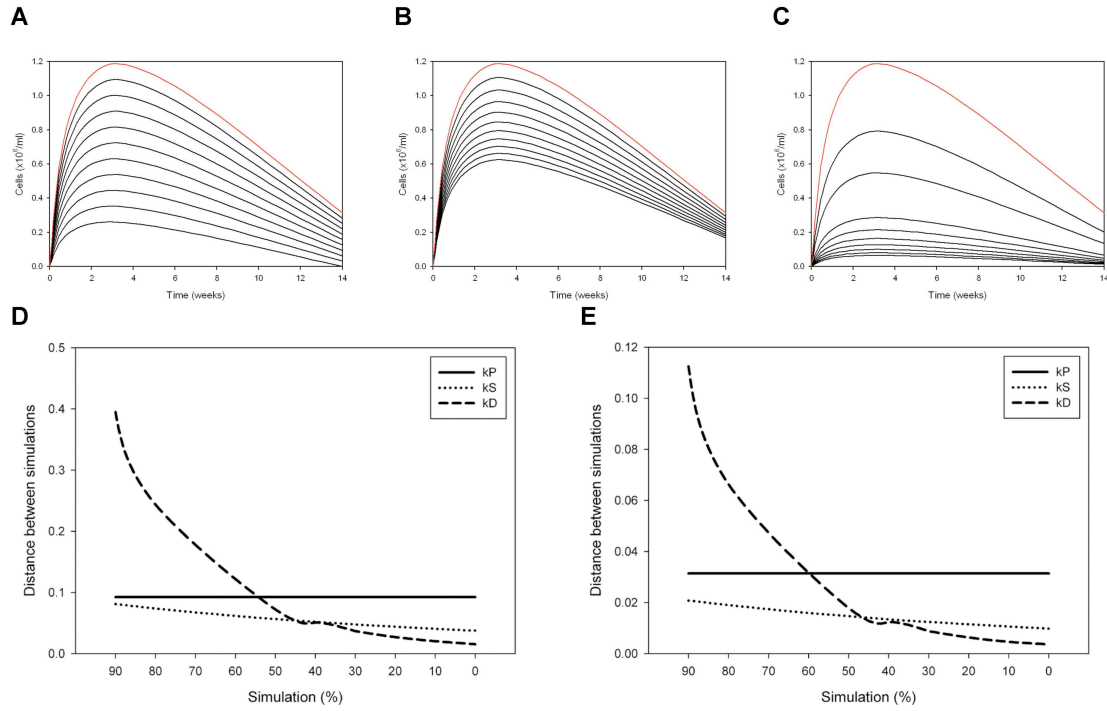 A
B
C
1.2
1.0
0.8
0.6
0.4
0.2
0.0
Cells (x10⁶/ml)
0 2 4 6 8 10 12 14
Time (weeks)
1.2
1.0
0.8
0.6
0.4
0.2
0.0
Cells (x10⁶/ml)
0 2 4 6 8 10 12 14
Time (weeks)
1.2
1.0
0.8
0.6
0.4
0.2
0.0
Cells (x10⁶/ml)
0 2 4 6 8 10 12 14
Time (weeks)
D
0.5
0.4
0.3
0.2
0.1
0.0
Distance between simulations
kP
kS
kD
90 80 70 60 50 40 30 20 10 0
Simulation (%)
E
0.12
0.10
0.08
0.06
0.04
0.02
0.00
Distance between simulations
kP
kS
kD
90 80 70 60 50 40 30 20 10 0
Simulation (%)